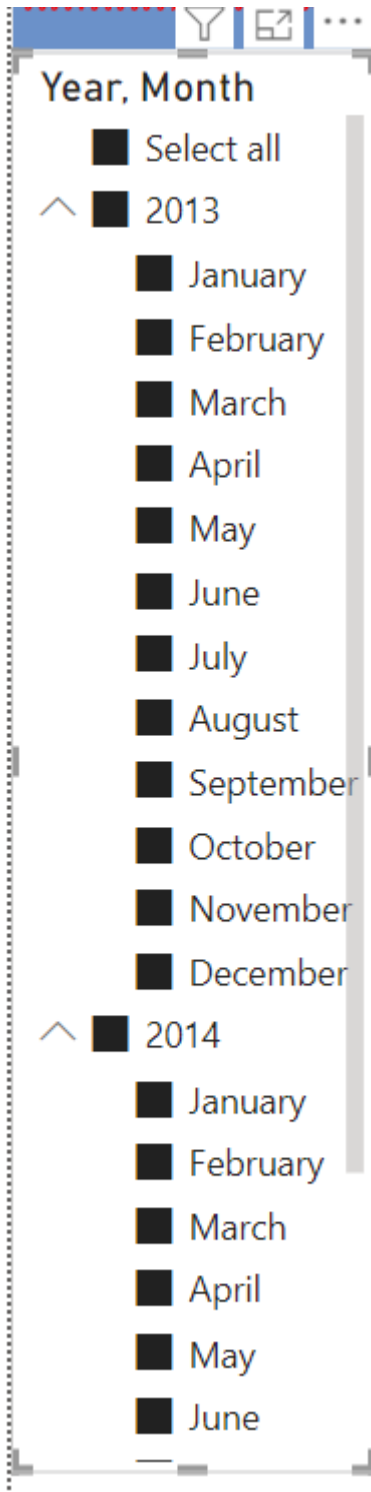 Year, Month
Select all
2013
January
February
March
April
May
June
July
August
September
October
November
December
2014
January
February
March
April
May
June